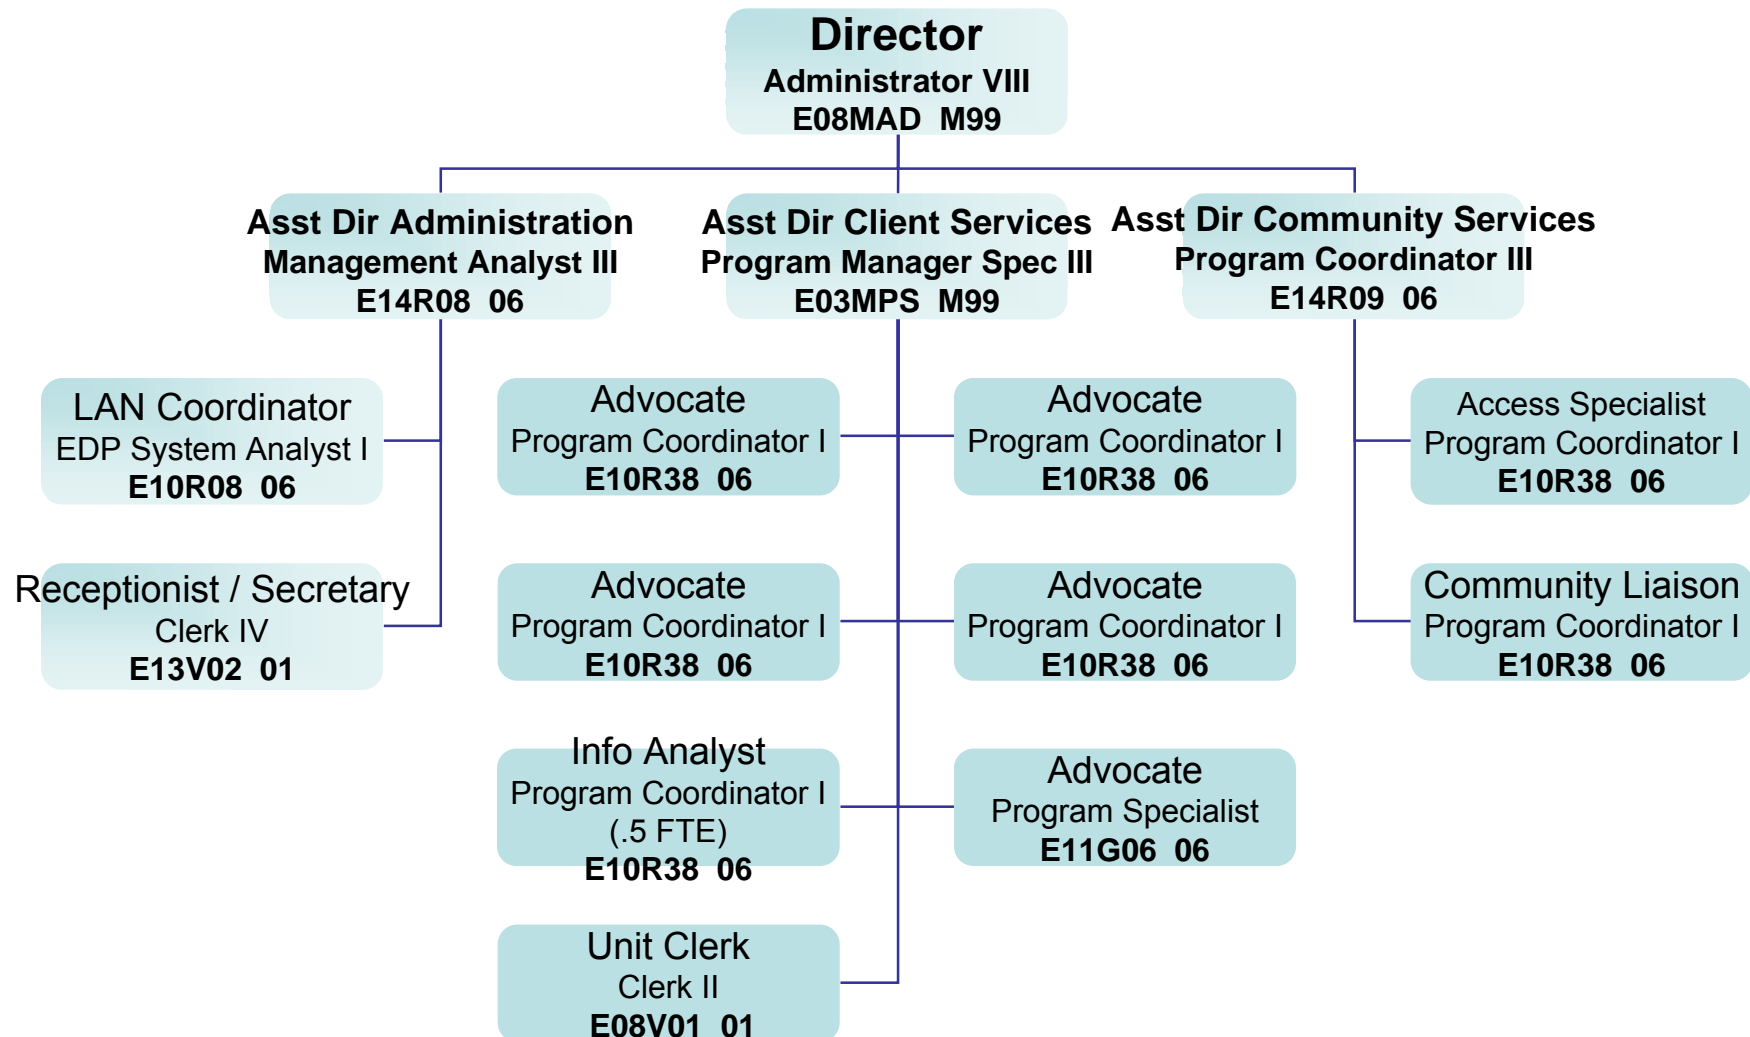 Director
Administrator VIII
E08MAD M99
Asst Dir Administration
Management Analyst III
E14R08 06
Asst Dir Client Services
Program Manager Spec III
E03MPS M99
Asst Dir Community Services
Program Coordinator III
E14R09 06
LAN Coordinator
EDP System Analyst I
E10R08 06
Advocate
Program Coordinator I
E10R38 06
Advocate
Program Coordinator I
E10R38 06
Access Specialist
Program Coordinator I
E10R38 06
Receptionist / Secretary
Clerk IV
E13V02 01
Advocate
Program Coordinator I
E10R38 06
Advocate
Program Coordinator I
E10R38 06
Community Liaison
Program Coordinator I
E10R38 06
Info Analyst
Program Coordinator I
(.5 FTE)
E10R38 06
Advocate
Program Specialist
E11G06 06
Unit Clerk
Clerk II
E08V01 01